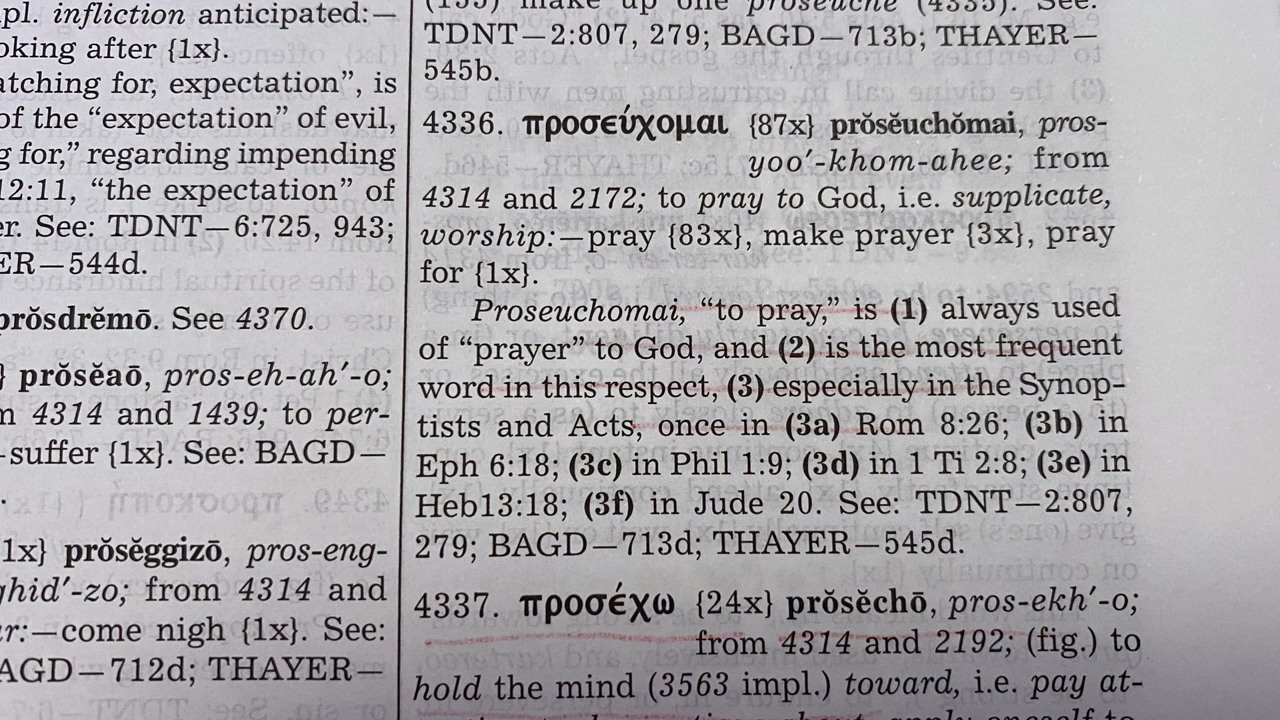 pl. infliction anticipated:—
oking after {1x}.
atching for, expectation”, is
of the “expectation” of evil,
g for,” regarding impending
12:11, “the expectation” of
er. See: TDNT—6:725, 943;
ER—544d.
prŏsdrĕmō. See 4370.
} prŏsĕaō, pros-eh-ah′-o;
m 4314 and 1439; to per-
-suffer {1x}. See: BAGD—
1x} prŏsĕggizō, pros-eng-
ghid′-zo; from 4314 and
ur:—come nigh {1x}. See:
AGD—712d; THAYER—
(155) make up one proseuche (4335). See:
TDNT—2:807, 279; BAGD—713b; THAYER—
545b.
4336. προσεύχομαι {87x} prŏsĕuchŏmai, pros-
yoo′-khom-ahee; from
4314 and 2172; to pray to God, i.e. supplicate,
worship:—pray {83x}, make prayer {3x}, pray
for {1x}.
Proseuchomai, “to pray,” is (1) always used
of “prayer” to God, and (2) is the most frequent
word in this respect, (3) especially in the Synop-
tists and Acts, once in (3a) Rom 8:26; (3b) in
Eph 6:18; (3c) in Phil 1:9; (3d) in 1 Ti 2:8; (3e) in
Heb13:18; (3f) in Jude 20. See: TDNT—2:807,
279; BAGD—713d; THAYER—545d.
4337. προσέχω {24x} prŏsĕchō, pros-ekh′-o;
from 4314 and 2192; (fig.) to
hold the mind (3563 impl.) toward, i.e. pay at-